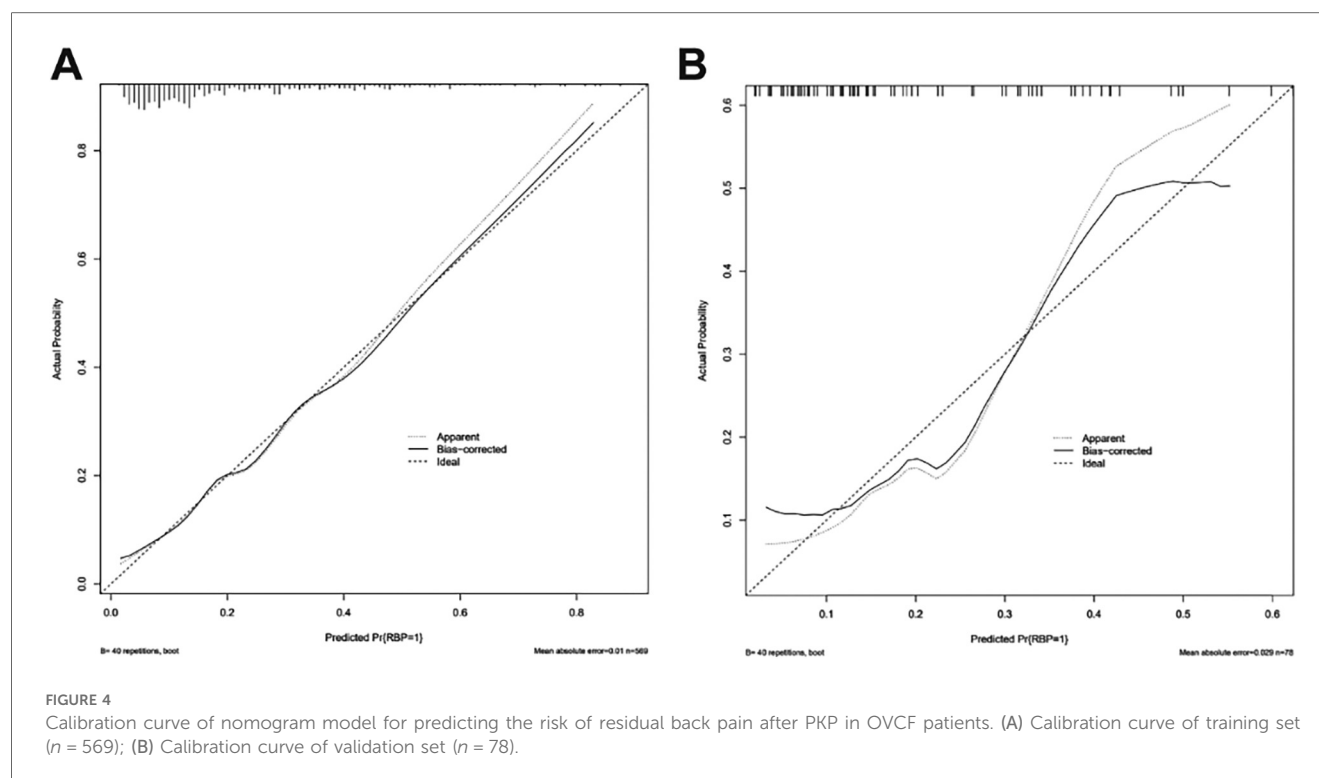 A
B
0.8
0.6
0.4
0.2
0.0
Actual Probability
Apparent
Bias-corrected
Ideal
0.0 0.2 0.4 0.6 0.8
Predicted Pr{RBP=1}
B= 40 repetitions, boot
Mean absolute error=0.01 n=569
0.6
0.5
0.4
0.3
0.2
0.1
Actual Probability
Apparent
Bias-corrected
Ideal
0.1 0.2 0.3 0.4 0.5 0.6
Predicted Pr{RBP=1}
B= 40 repetitions, boot
Mean absolute error=0.029 n=78
FIGURE 4
Calibration curve of nomogram model for predicting the risk of residual back pain after PKP in OVCF patients. (A) Calibration curve of training set
(n = 569); (B) Calibration curve of validation set (n = 78).